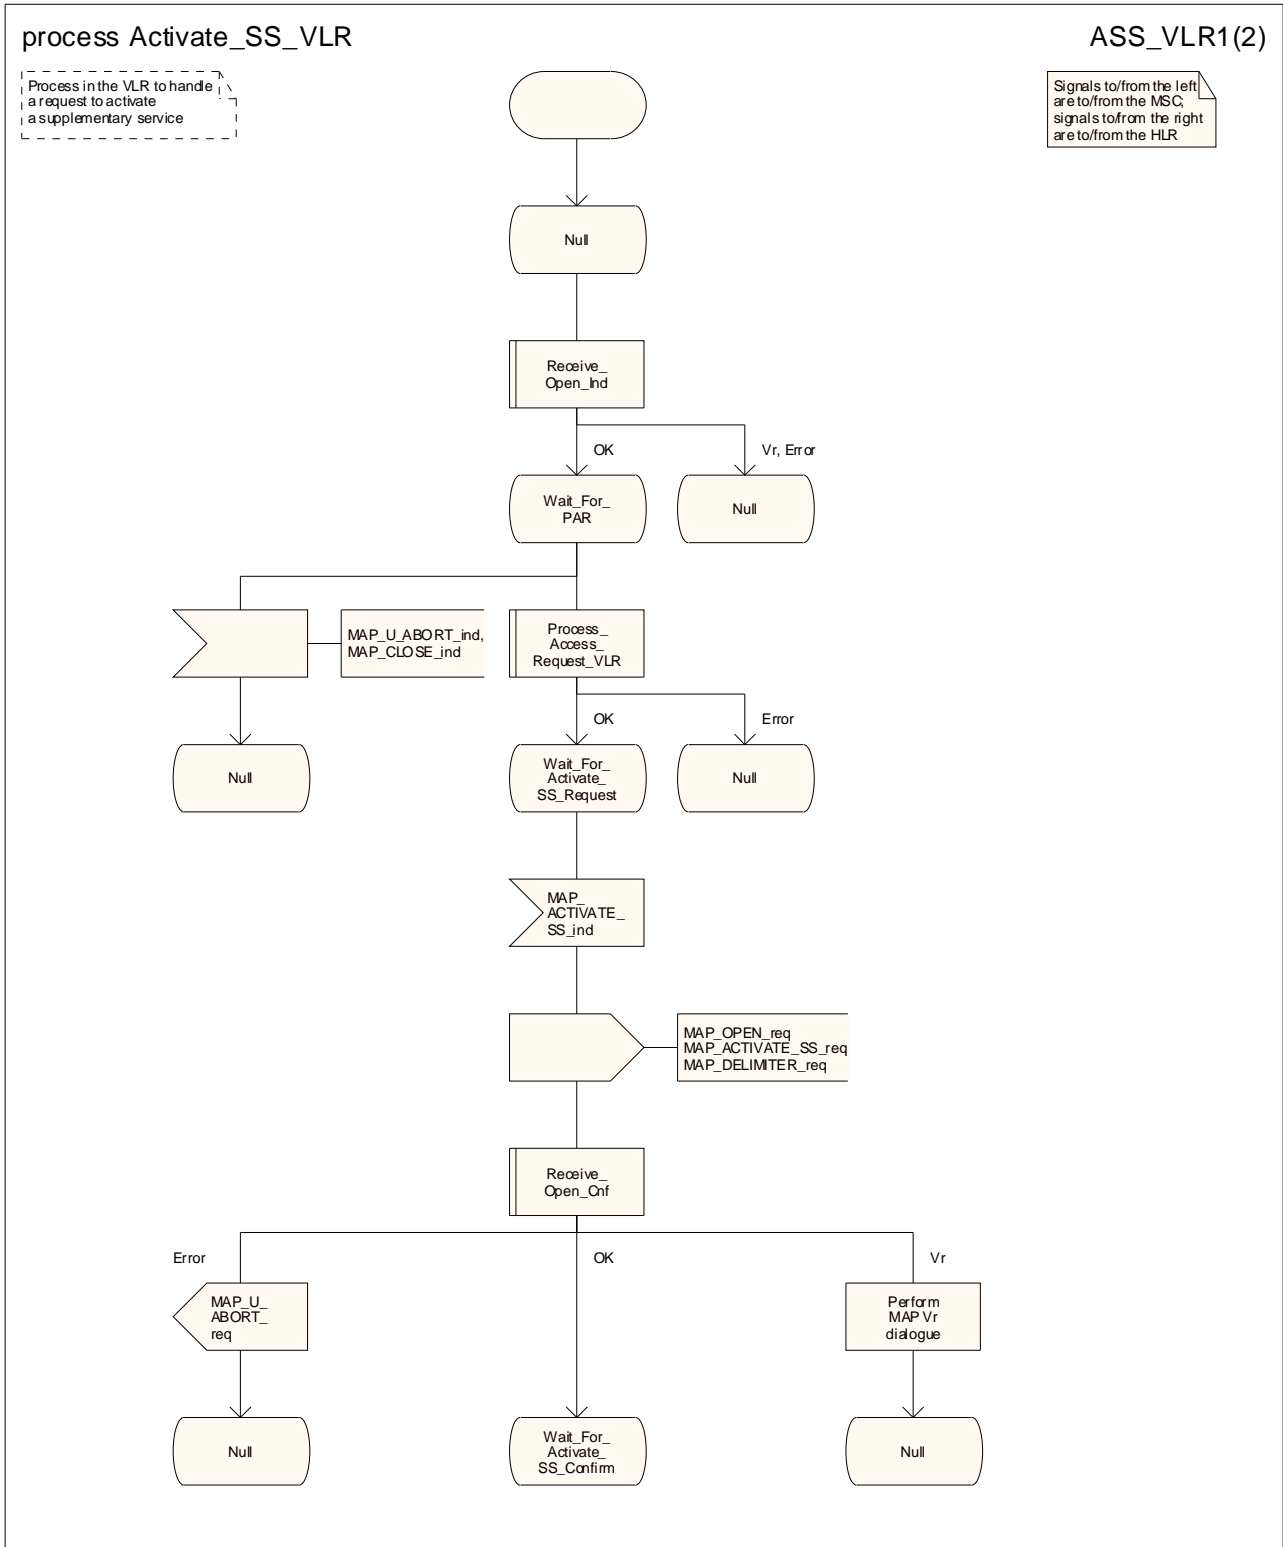 process Activate_SS_VLR
ASS_VLR1(2)
Process in the VLR to handle
a request to activate
a supplementary service
Signals to/from the left
are to/from the MSC;
signals to/from the right
are to/from the HLR
Null
Receive_
Open_Ind
OK
Vr, Error
Wait_For_
PAR
Null
MAP_U_ABORT_ind,
MAP_CLOSE_ind
Process_
Access_
Request_VLR
OK
Error
Null
Wait_For_
Activate_
SS_Request
Null
MAP_
ACTIVATE_
SS_ind
MAP_OPEN_req
MAP_ACTIVATE_SS_req
MAP_DELIMITER_req
Receive_
Open_Cnf
Error
OK
Vr
MAP_U_
ABORT_
req
Perform
MAP Vr
dialogue
Null
Wait_For_
Activate_
SS_Confirm
Null